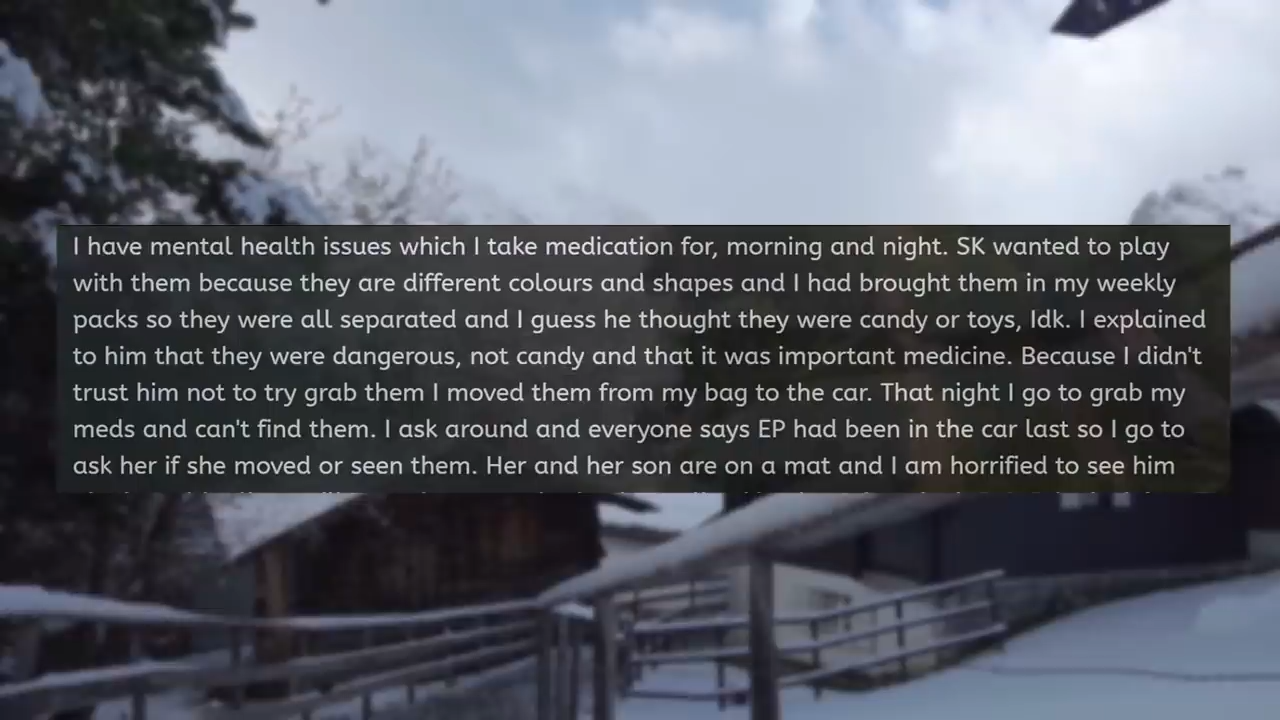 I have mental health issues which I take medication for, morning and night. SK wanted to play
with them because they are different colours and shapes and I had brought them in my weekly
packs so they were all separated and I guess he thought they were candy or toys, Idk. I explained
to him that they were dangerous, not candy and that it was important medicine. Because I didn't
trust him not to try grab them I moved them from my bag to the car. That night I go to grab my
meds and can't find them. I ask around and everyone says EP had been in the car last so I go to
ask her if she moved or seen them. Her and her son are on a mat and I am horrified to see him